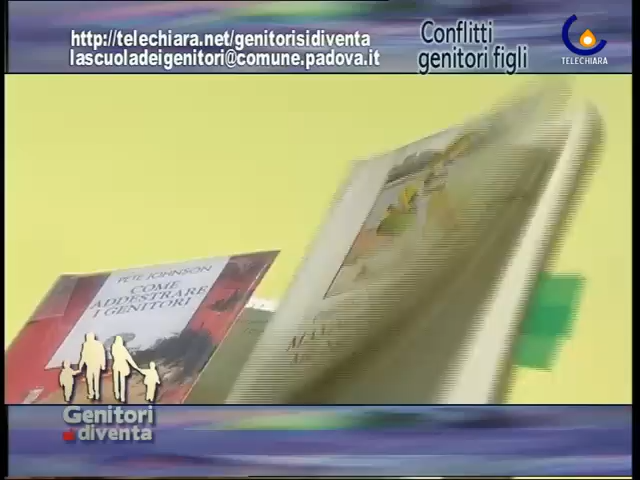 http://telechiara.net/genitorisidiventa
lascuoladeigenitori@comune.padova.it
Conflitti
genitori figli
TELECHIARA
PETE JOHNSON
COME
ADDESTRARE
I GENITORI
Genitori
si diventa